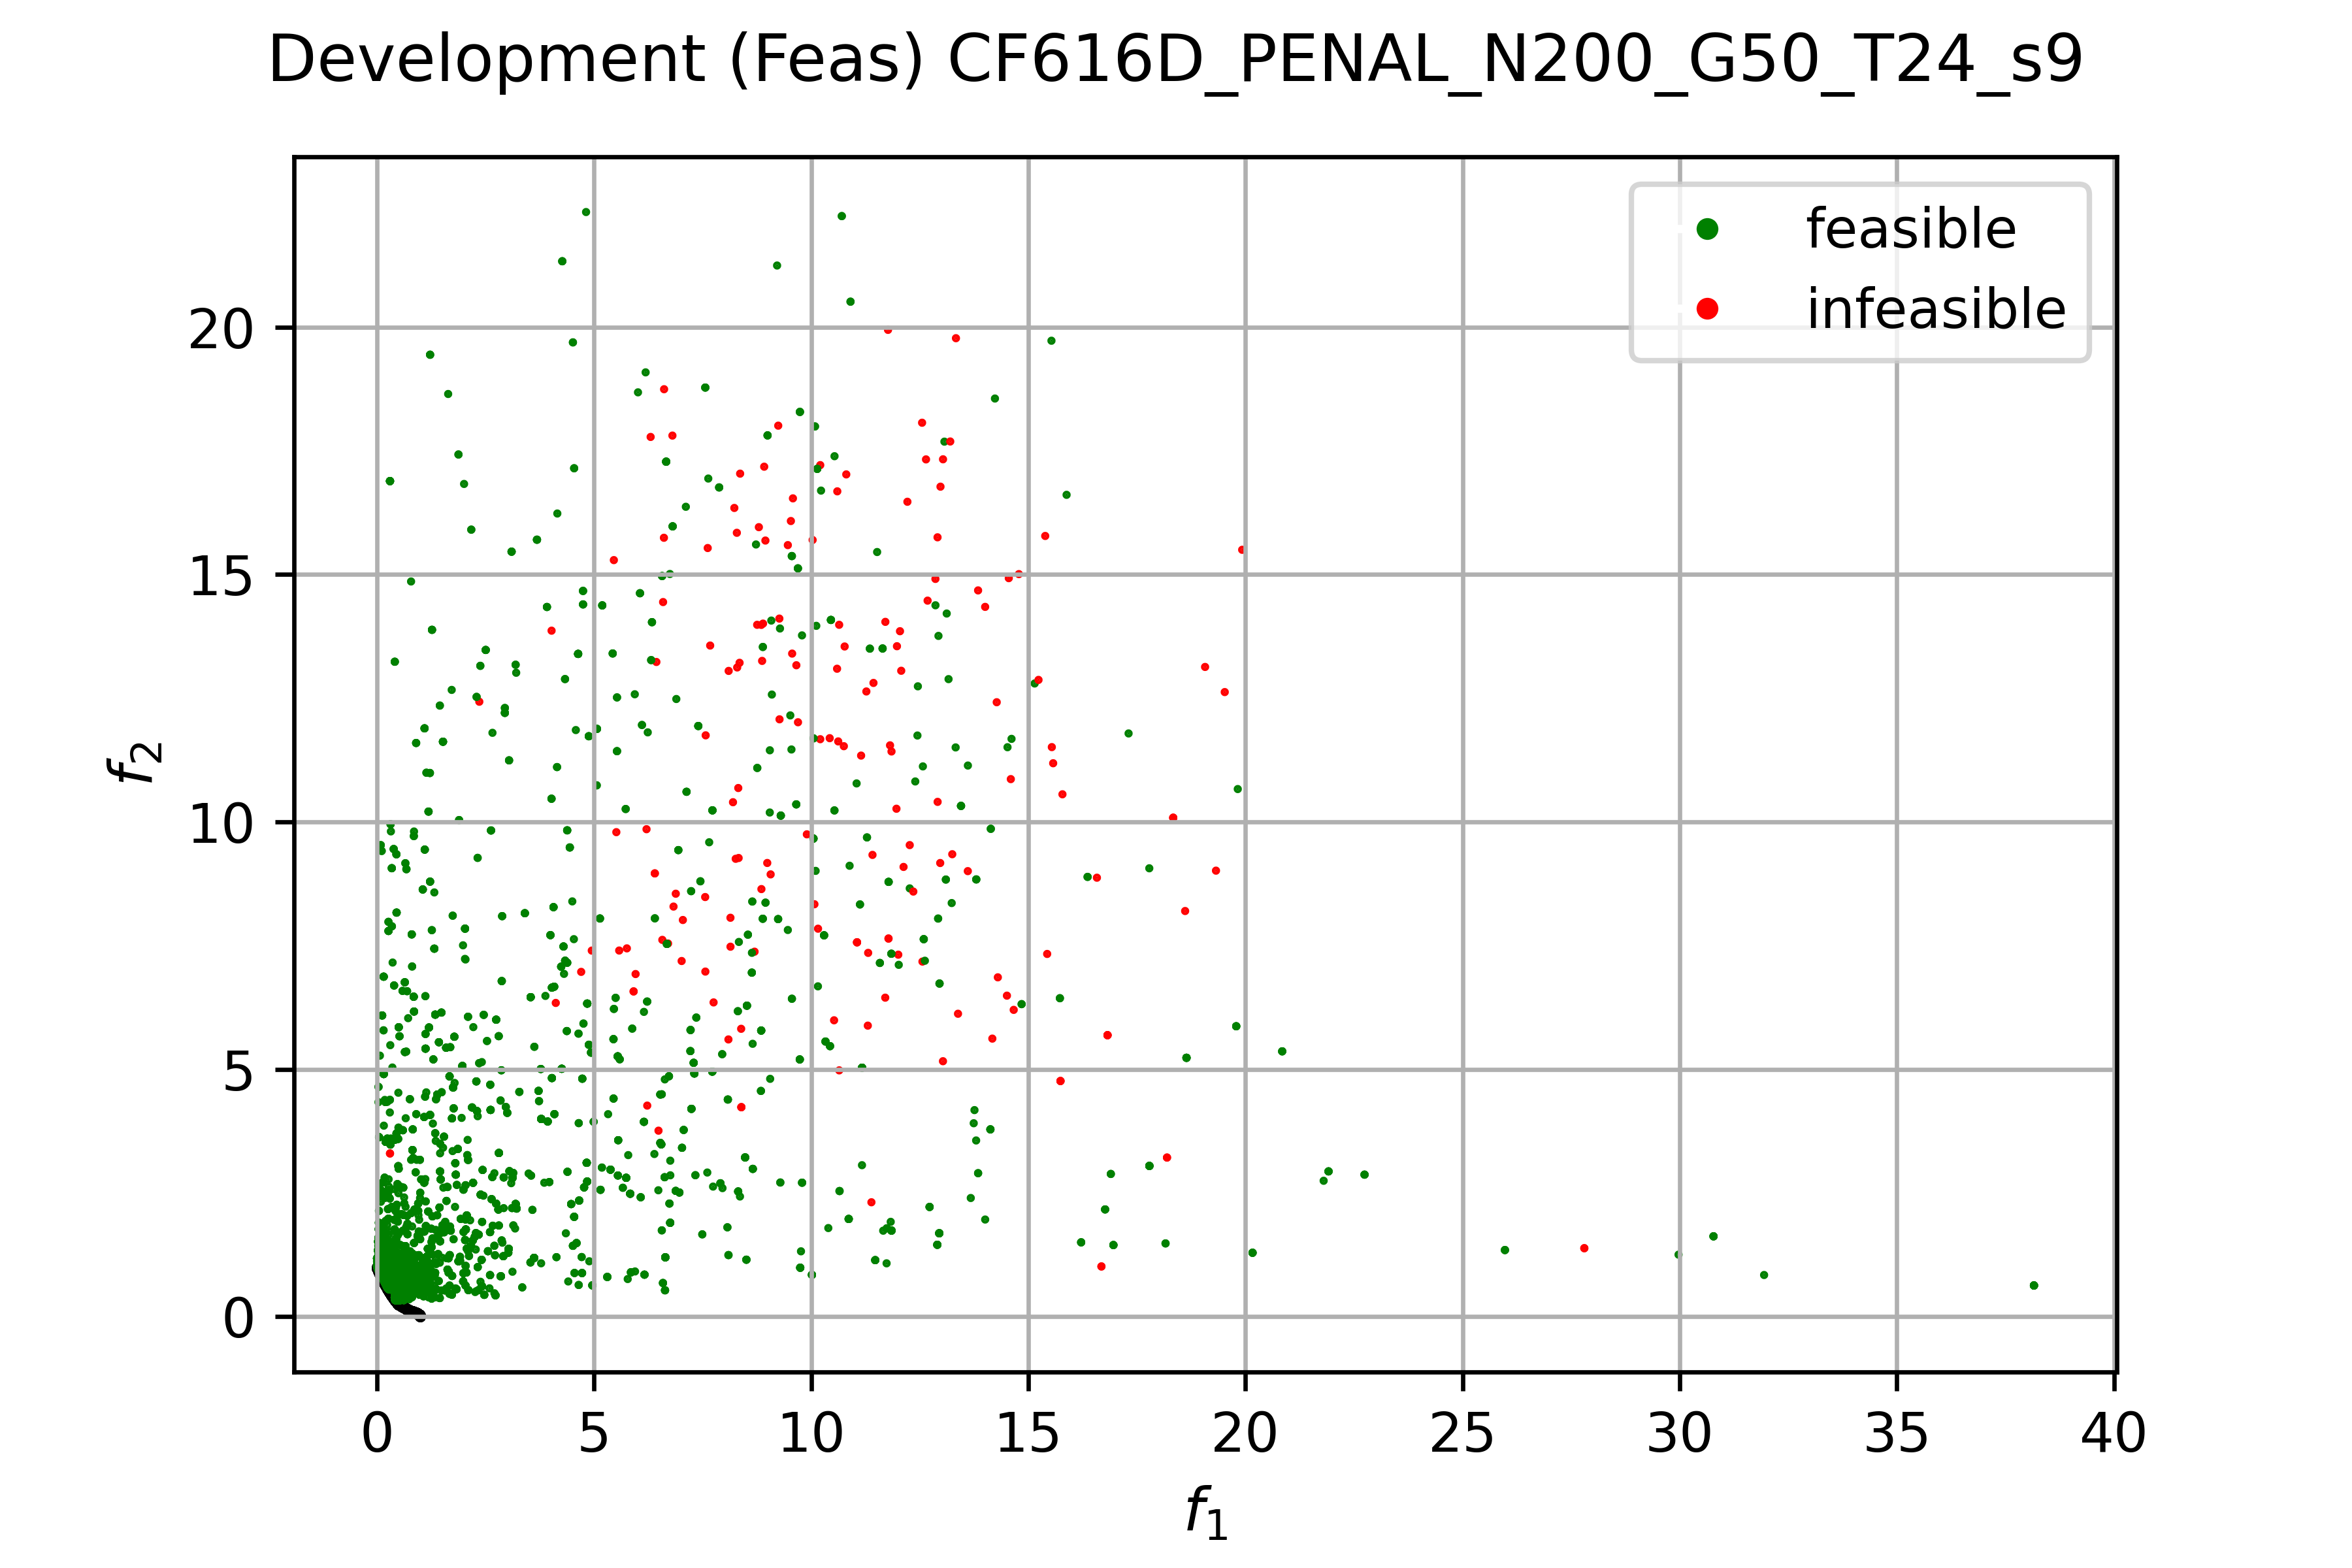 Development (Feas) CF616D_PENAL_N200_G50_T24_s9
feasible
infeasible
20
15
10
5
0
f2
0 5 10 15 20 25 30 35 40
f1